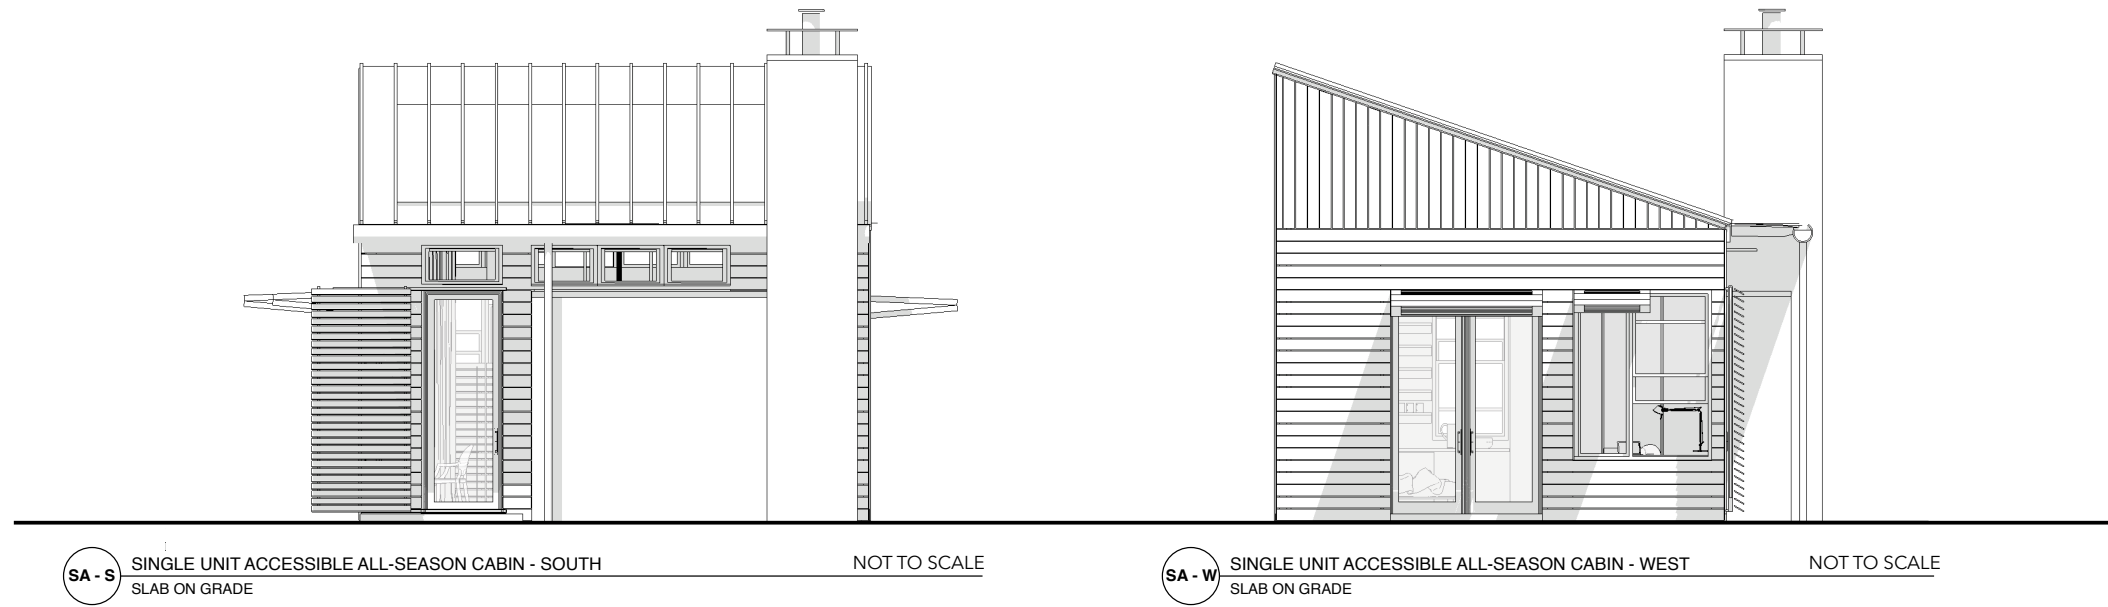 SA - S
SINGLE UNIT ACCESSIBLE ALL-SEASON CABIN - SOUTH NOT TO SCALE
SLAB ON GRADE
SA - W
SINGLE UNIT ACCESSIBLE ALL-SEASON CABIN - WEST NOT TO SCALE
SLAB ON GRADE